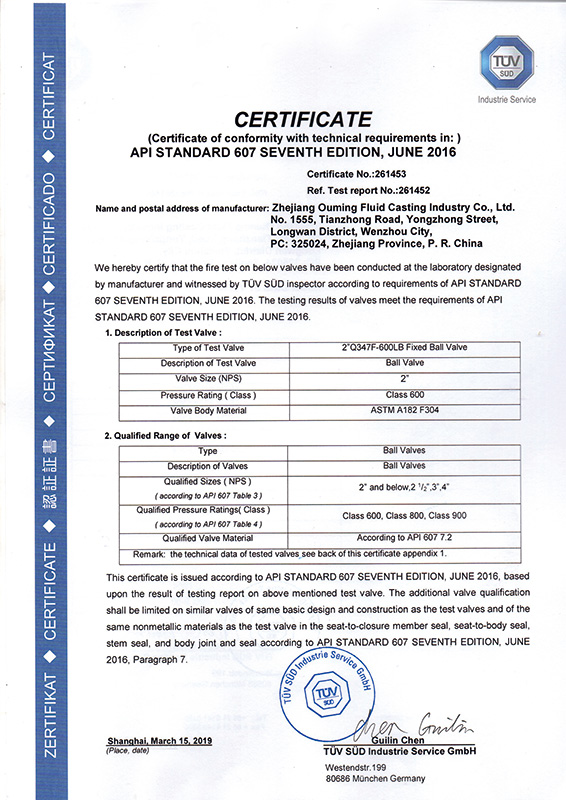 TÜV
SÜD
Industrie Service
CERTIFICATE
(Certificate of conformity with technical requirements in: )
API STANDARD 607 SEVENTH EDITION, JUNE 2016
Certificate No.:261453
Ref. Test report No.:261452
Name and postal address of manufacturer: Zhejiang Ouming Fluid Casting Industry Co., Ltd.
No. 1555, Tianzhong Road, Yongzhong Street,
Longwan District, Wenzhou City,
PC: 325024, Zhejiang Province, P. R. China
We hereby certify that the fire test on below valves have been conducted at the laboratory designated
by manufacturer and witnessed by TÜV SÜD inspector according to requirements of API STANDARD
607 SEVENTH EDITION, JUNE 2016. The testing results of valves meet the requirements of API
STANDARD 607 SEVENTH EDITION, JUNE 2016.
1. Description of Test Valve :
Type of Test Valve 2"Q347F-600LB Fixed Ball Valve
Description of Test Valve Ball Valve
Valve Size (NPS) 2"
Pressure Rating ( Class ) Class 600
Valve Body Material ASTM A182 F304
2. Qualified Range of Valves :
Type Ball Valves
Description of Valves Ball Valves
Qualified Sizes ( NPS ) 2" and below,2 1/2",3",4"
( according to API 607 Table 3 )
Qualified Pressure Ratings( Class ) Class 600, Class 800, Class 900
( according to API 607 Table 4 )
Qualified Valve Material According to API 607 7.2
Remark: the technical data of tested valves see back of this certificate appendix 1.
This certificate is issued according to API STANDARD 607 SEVENTH EDITION, JUNE 2016, based
upon the result of testing report on above mentioned test valve. The additional valve qualification
shall be limited on similar valves of same basic design and construction as the test valves and of the
same nonmetallic materials as the test valve in the seat-to-closure member seal, seat-to-body seal,
stem seal, and body joint and seal according to API STANDARD 607 SEVENTH EDITION, JUNE
2016, Paragraph 7.
TÜV SÜD Industrie Service GmbH
TÜV
SÜD
Chen Guilin
Shanghai, March 15, 2019
(Place, date)
Guilin Chen
TÜV SÜD Industrie Service GmbH
Westendstr.199
80686 München Germany
ZERTIFIKAT ◆ CERTIFICATE ◆ 認証証書 ◆ СЕРТИФИКАТ ◆ CERTIFICADO ◆ CERTIFICAT